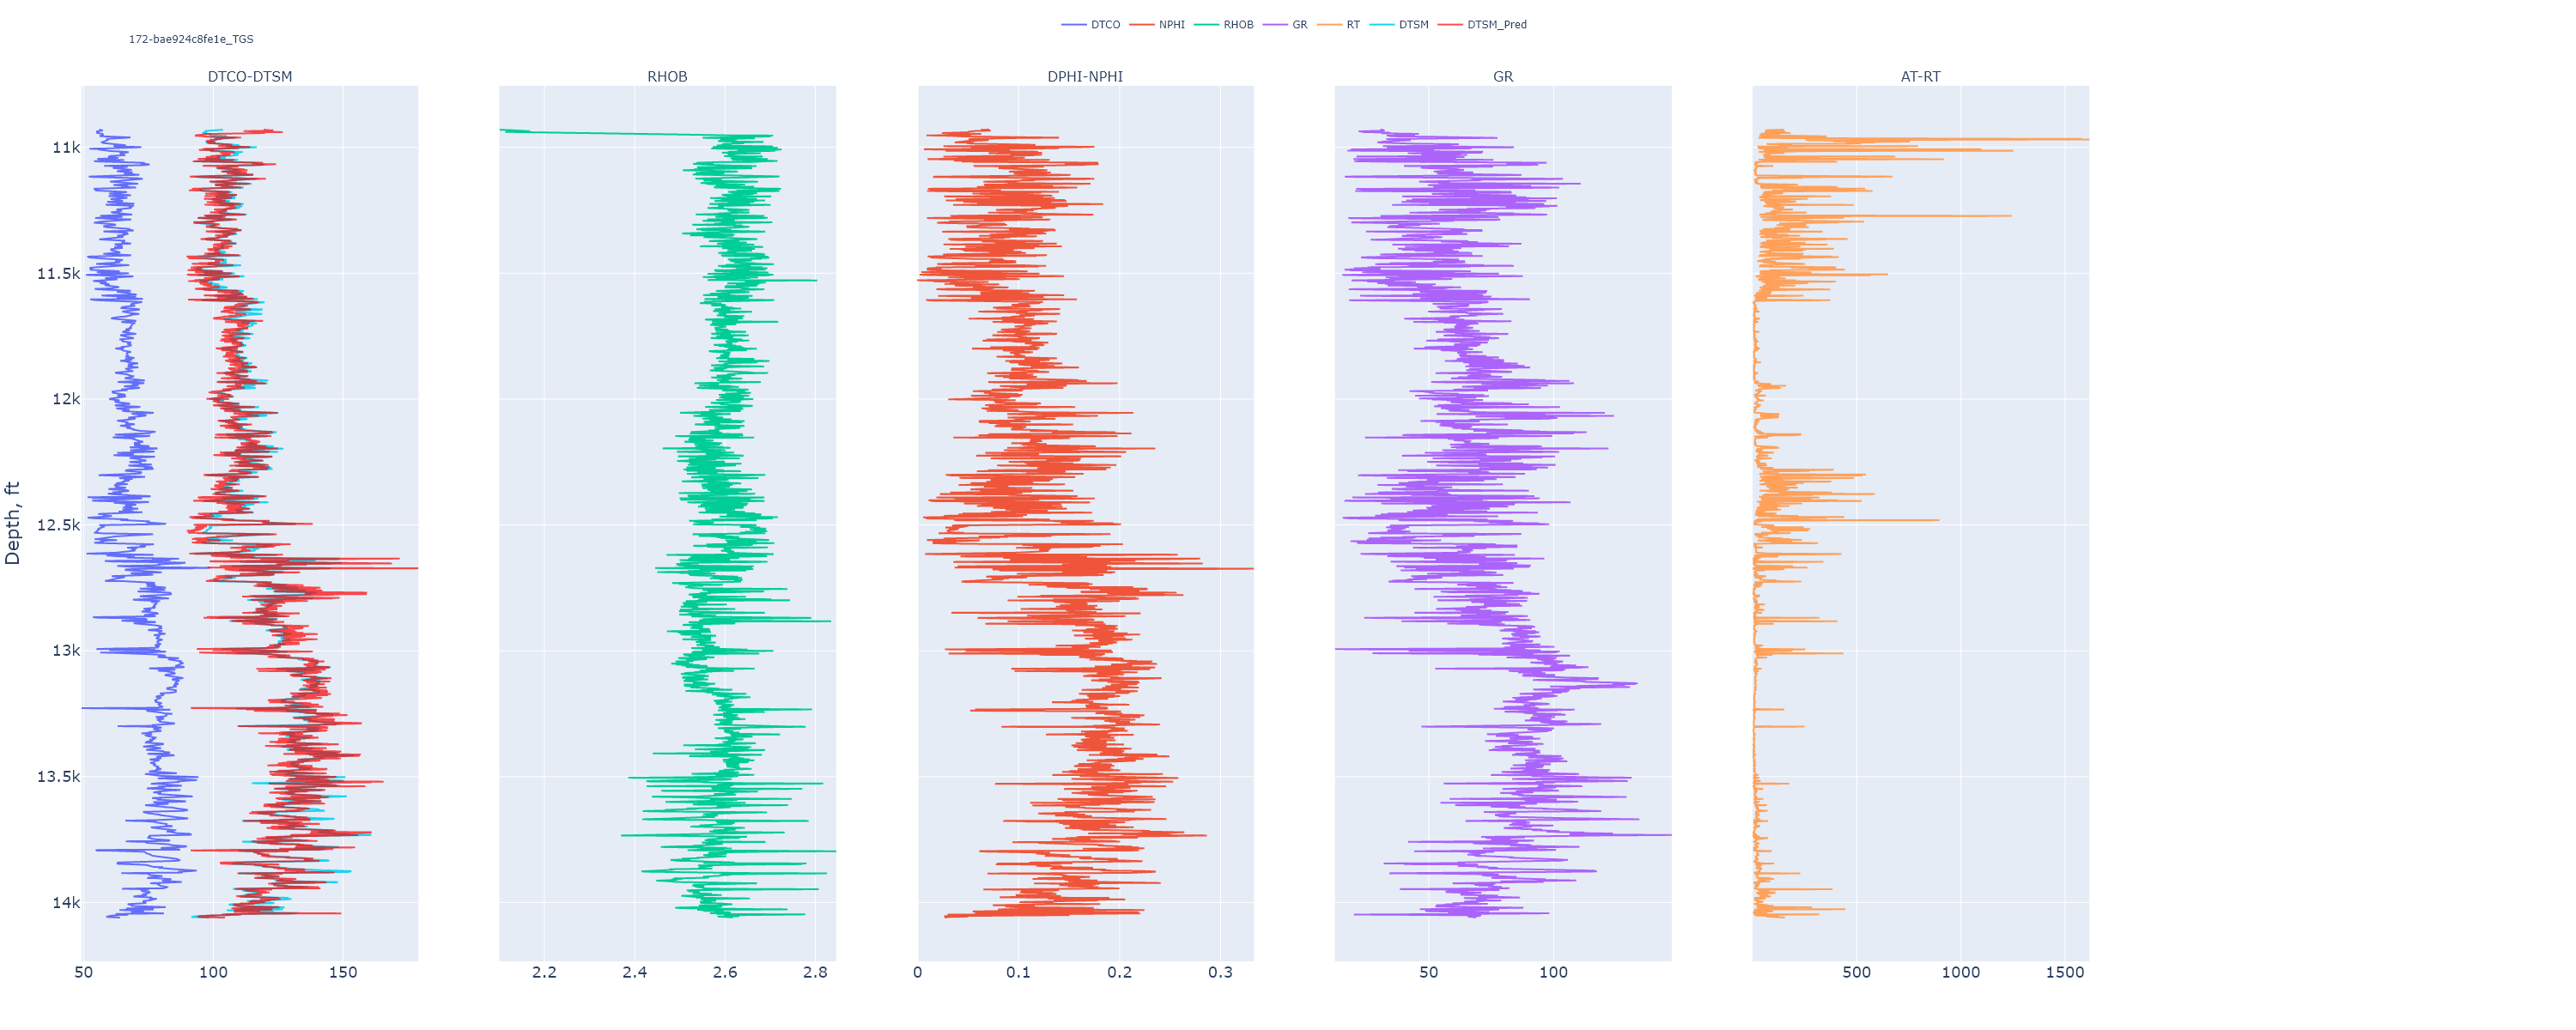 DTCO NPHI RHOB GR RT DTSM DTSM_Pred
172-bae924c8fe1e_TGS
DTCO-DTSM RHOB DPHI-NPHI GR AT-RT
Depth, ft
11k
11.5k
12k
12.5k
13k
13.5k
14k
50 100 150 2.2 2.4 2.6 2.8 0 0.1 0.2 0.3 50 100 500 1000 1500